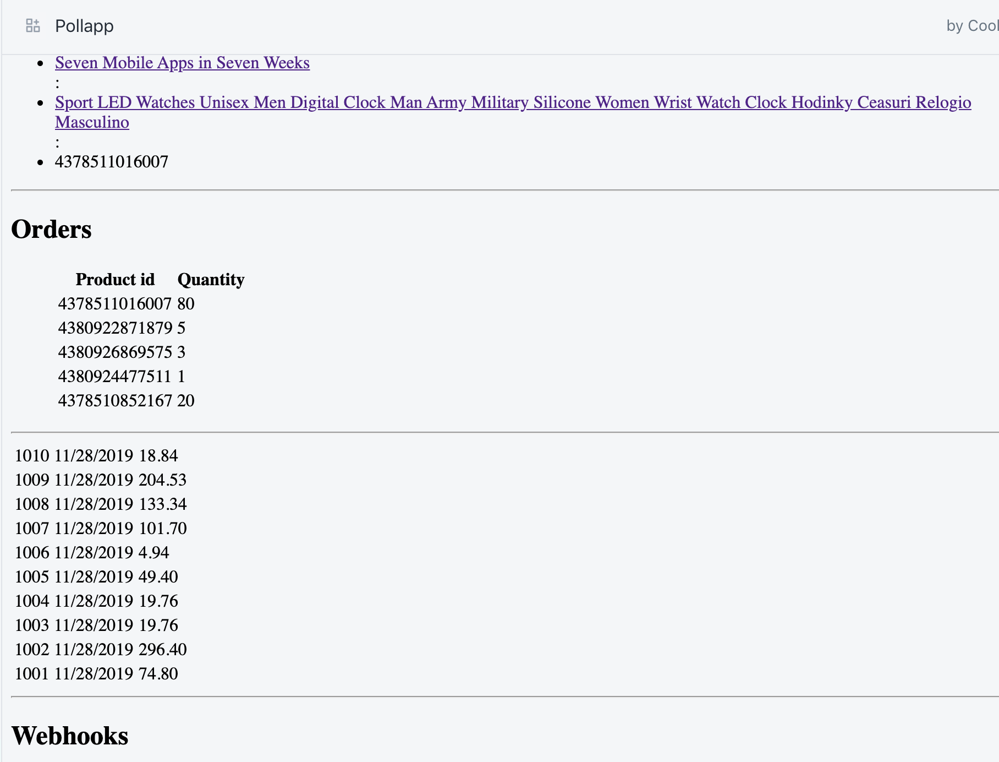 Pollapp by Cool
Seven Mobile Apps in Seven Weeks
:
Sport LED Watches Unisex Men Digital Clock Man Army Military Silicone Women Wrist Watch Clock Hodinky Ceasuri Relogio
Masculino
:
4378511016007
Orders
Product id Quantity
4378511016007 80
4380922871879 5
4380926869575 3
4380924477511 1
4378510852167 20
1010 11/28/2019 18.84
1009 11/28/2019 204.53
1008 11/28/2019 133.34
1007 11/28/2019 101.70
1006 11/28/2019 4.94
1005 11/28/2019 49.40
1004 11/28/2019 19.76
1003 11/28/2019 19.76
1002 11/28/2019 296.40
1001 11/28/2019 74.80
Webhooks